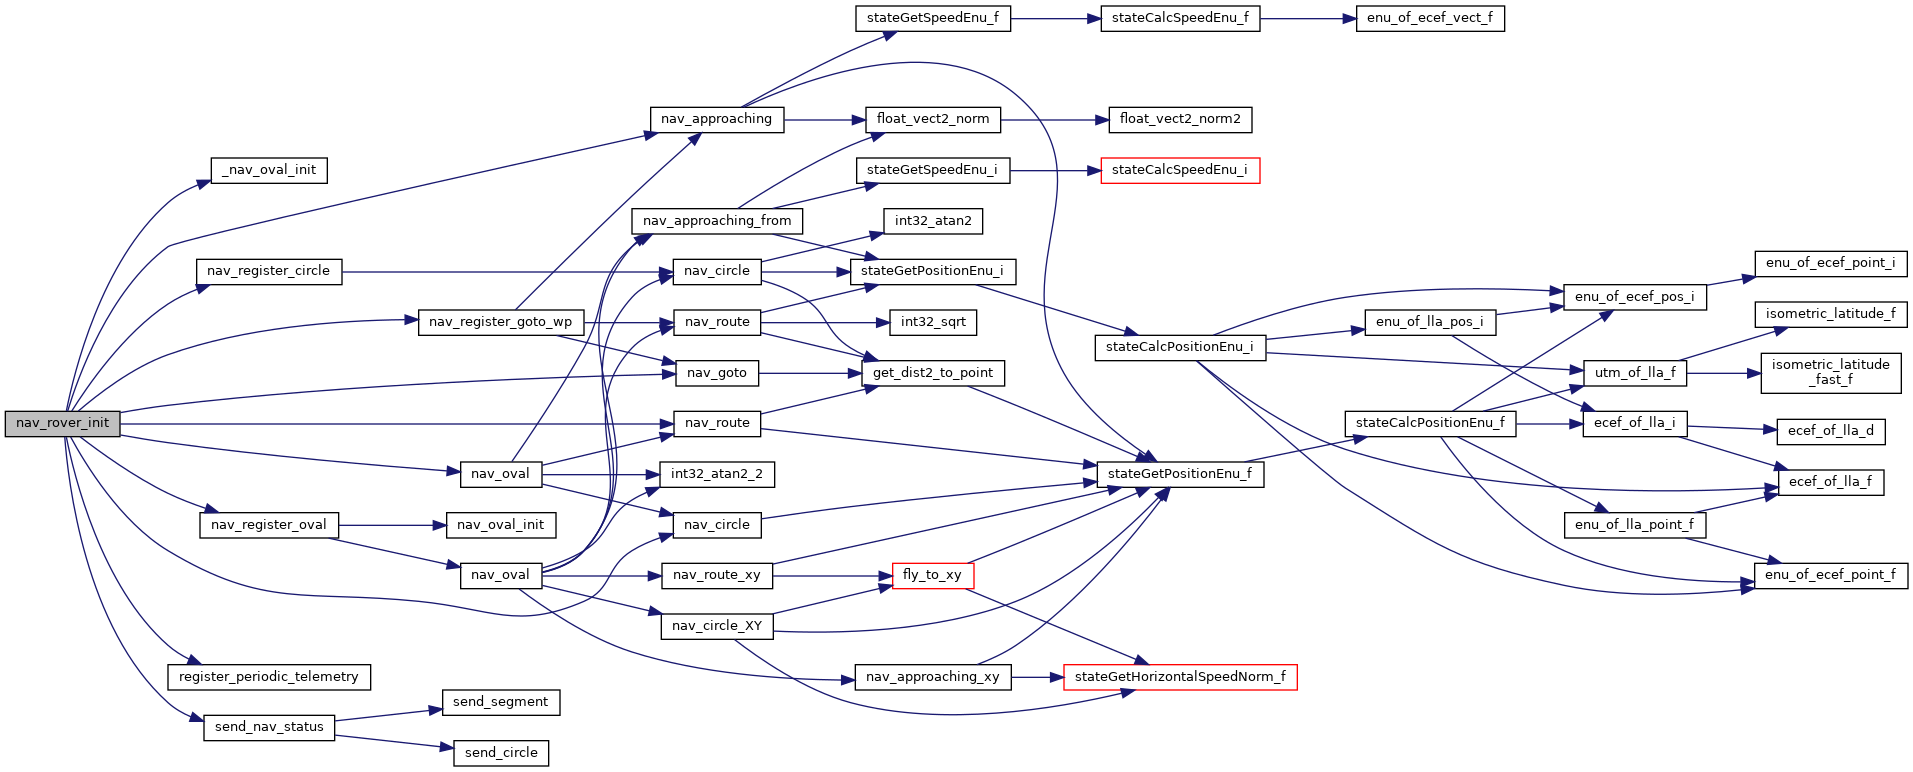 nav_rover_init
_nav_oval_init
nav_register_circle
nav_register_goto_wp
nav_oval
nav_register_oval
nav_oval_init
nav_oval
register_periodic_telemetry
send_nav_status
send_segment
send_circle
nav_approaching
nav_approaching_from
nav_circle
nav_route
nav_goto
nav_route
int32_atan2_2
nav_circle
nav_route_xy
nav_circle_XY
stateGetSpeedEnu_f
float_vect2_norm
stateGetSpeedEnu_i
int32_atan2
stateGetPositionEnu_i
int32_sqrt
get_dist2_to_point
fly_to_xy
nav_approaching_xy
stateCalcSpeedEnu_f
float_vect2_norm2
stateCalcSpeedEnu_i
stateCalcPositionEnu_i
stateGetPositionEnu_f
stateGetHorizontalSpeedNorm_f
enu_of_ecef_vect_f
enu_of_lla_pos_i
stateCalcPositionEnu_f
enu_of_ecef_pos_i
utm_of_lla_f
ecef_of_lla_i
enu_of_lla_point_f
enu_of_ecef_point_i
isometric_latitude_f
isometric_latitude
_fast_f
ecef_of_lla_d
ecef_of_lla_f
enu_of_ecef_point_f